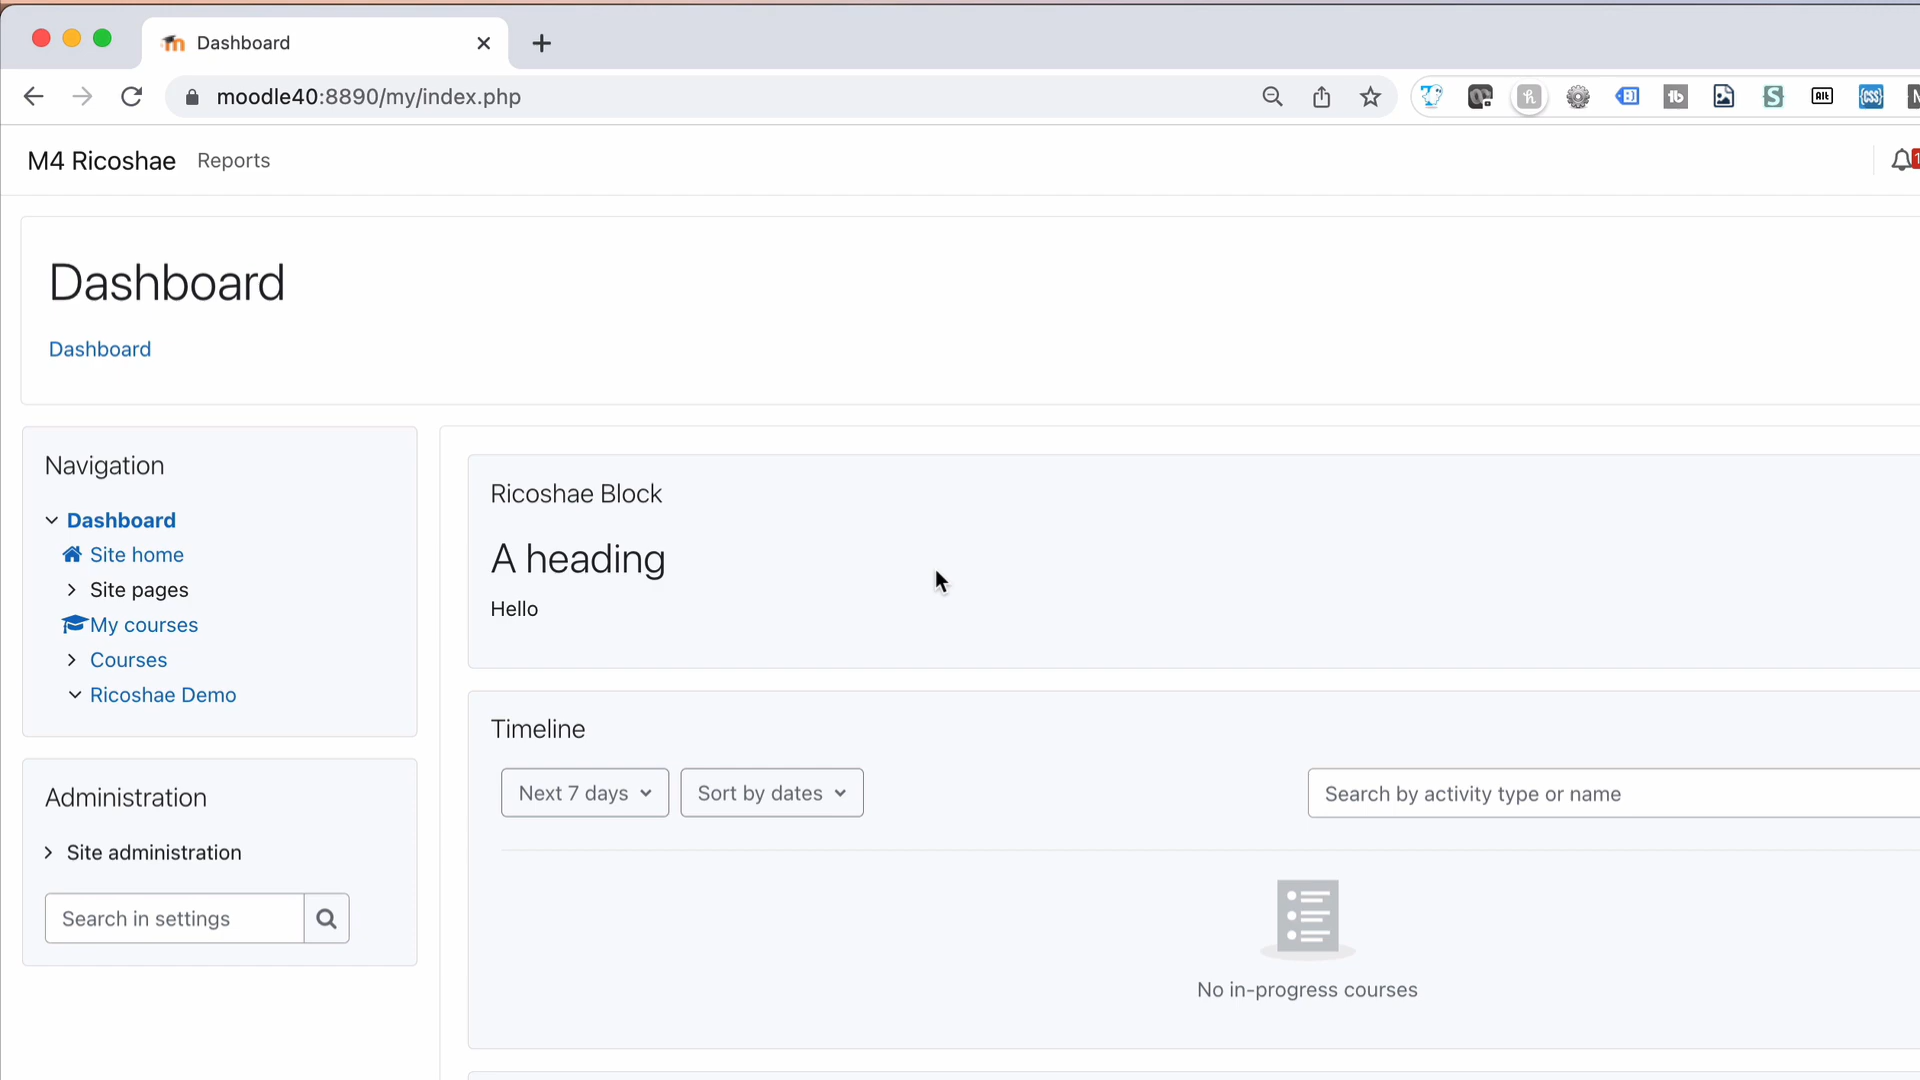 Dashboard
moodle40:8890/my/index.php
M4 Ricoshae Reports
Dashboard
Dashboard
Navigation
Dashboard
Site home
Site pages
My courses
Courses
Ricoshae Demo
Administration
Site administration
Search in settings
Ricoshae Block
A heading
Hello
Timeline
Next 7 days Sort by dates Search by activity type or name
No in-progress courses